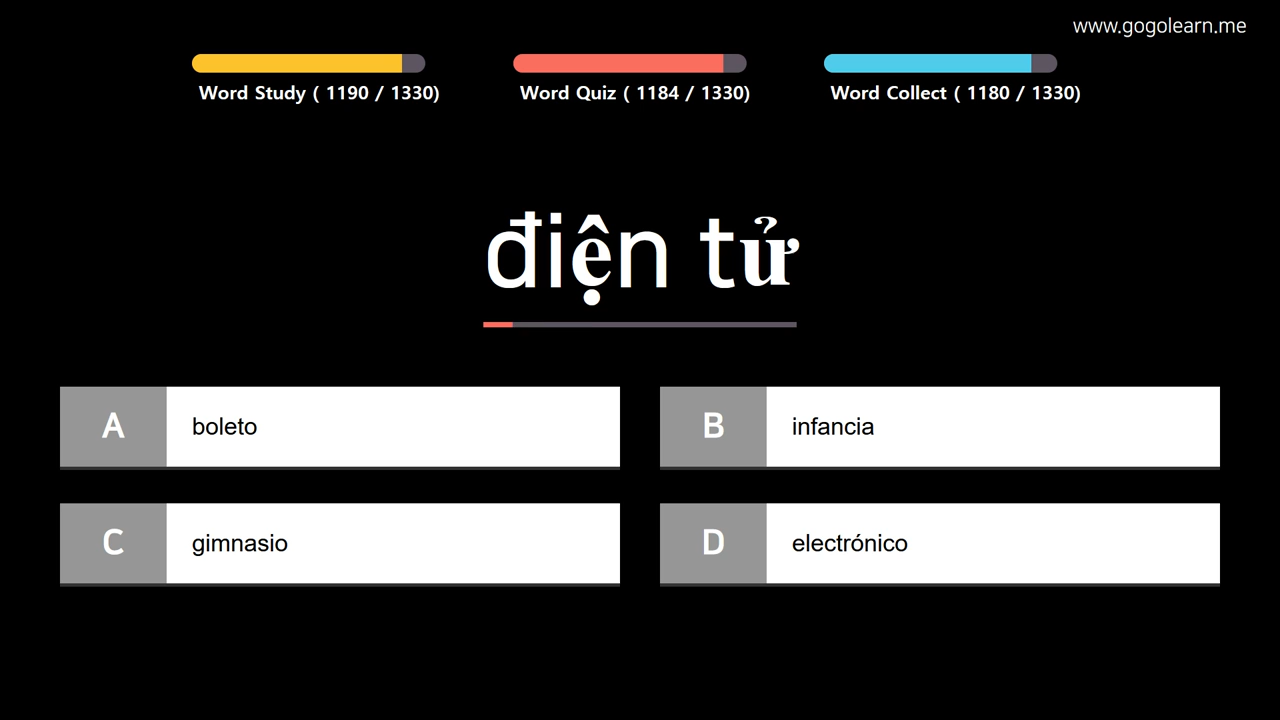 www.gogolearn.me
Word Study ( 1190 / 1330)
Word Quiz ( 1184 / 1330)
Word Collect ( 1180 / 1330)
điện tử
A boleto
B infancia
C gimnasio
D electrónico